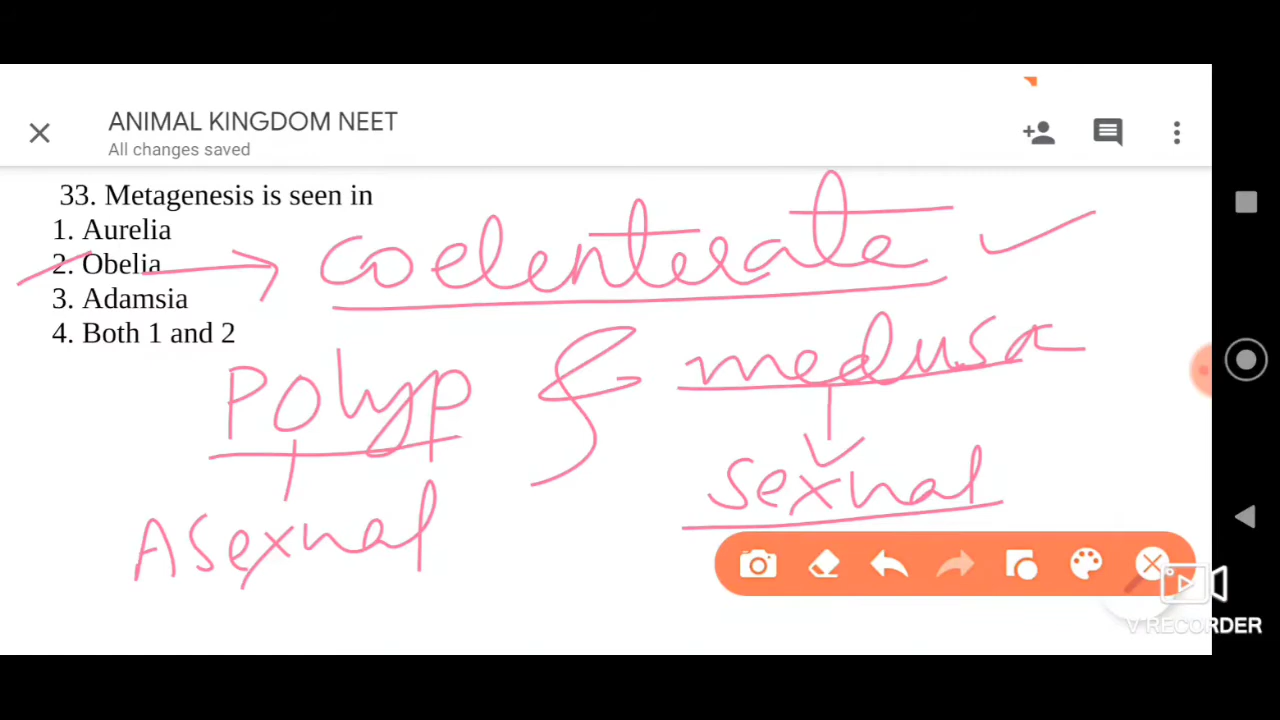 ANIMAL KINGDOM NEET
All changes saved
33. Metagenesis is seen in
1. Aurelia
2. Obelia
3. Adamsia
4. Both 1 and 2
coelenterate
Polyp & medusa
Asexual
sexual
V RECORDER